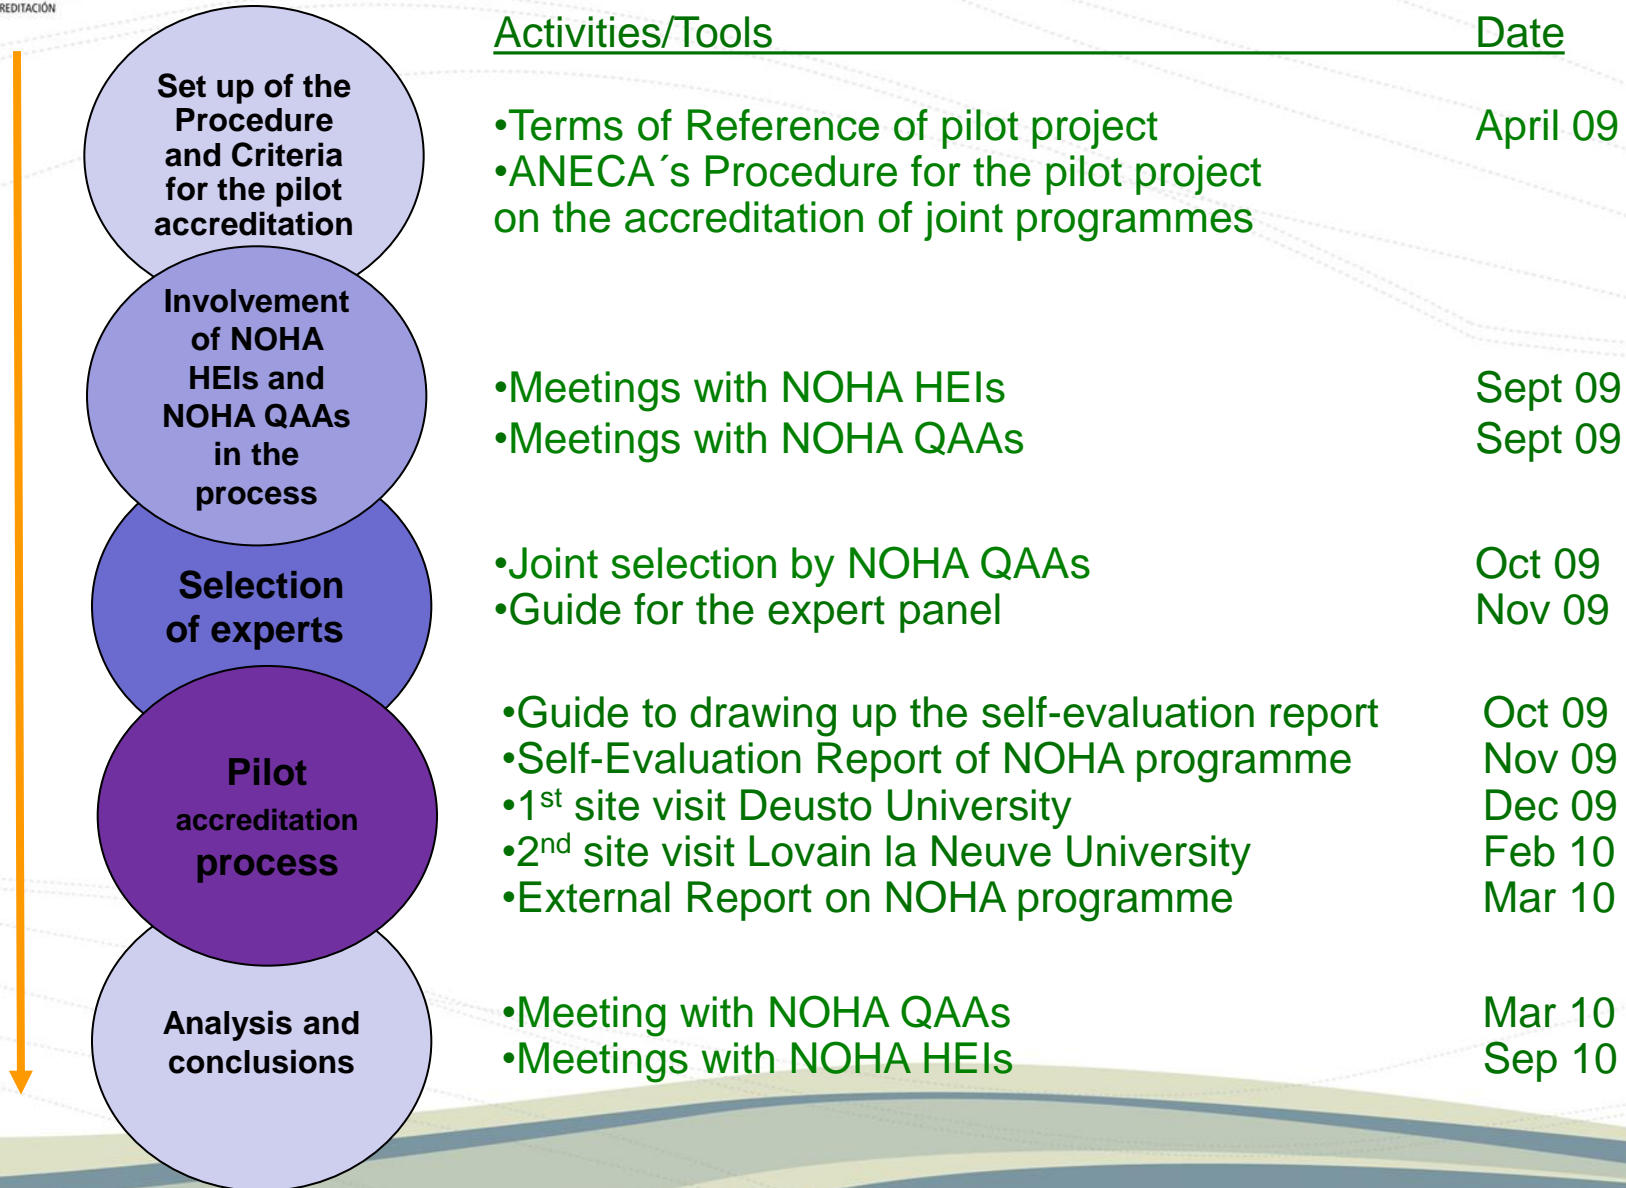 REDITACIÓN
Activities/Tools Date
Set up of the
Procedure
and Criteria
for the pilot
accreditation
•Terms of Reference of pilot project April 09
•ANECA´s Procedure for the pilot project
on the accreditation of joint programmes
Involvement
of NOHA
HEIs and
NOHA QAAs
in the
process
•Meetings with NOHA HEIs Sept 09
•Meetings with NOHA QAAs Sept 09
Selection
of experts
•Joint selection by NOHA QAAs Oct 09
•Guide for the expert panel Nov 09
Pilot
accreditation
process
•Guide to drawing up the self-evaluation report Oct 09
•Self-Evaluation Report of NOHA programme Nov 09
•1st site visit Deusto University Dec 09
•2nd site visit Lovain la Neuve University Feb 10
•External Report on NOHA programme Mar 10
Analysis and
conclusions
•Meeting with NOHA QAAs Mar 10
•Meetings with NOHA HEIs Sep 10